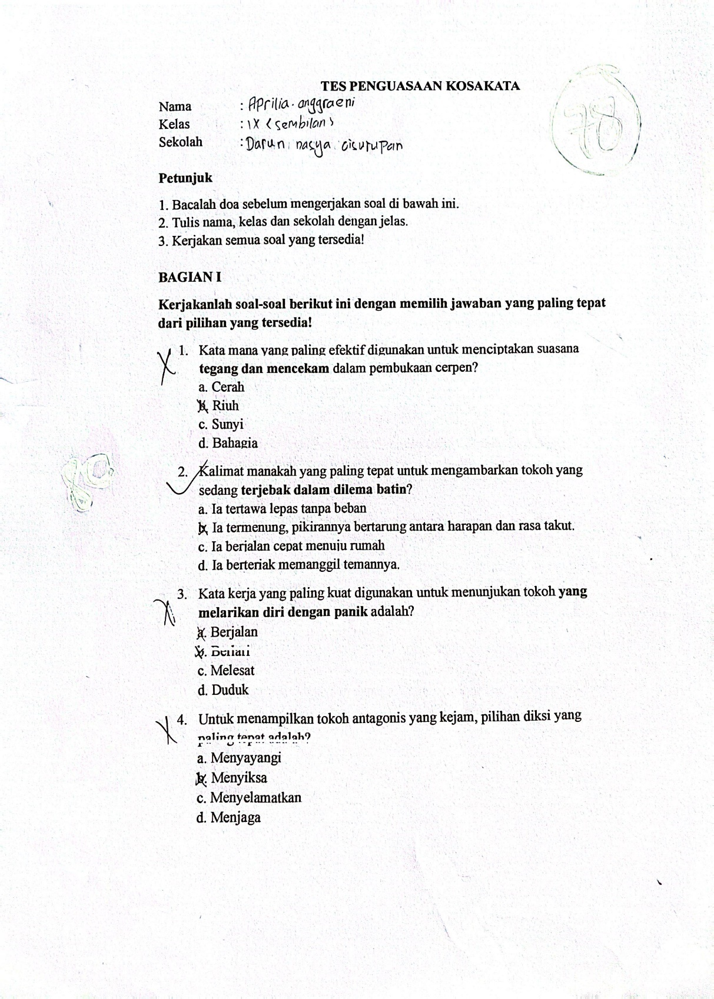 TES PENGUASAAN KOSAKATA
78
Nama : Aprilia. anggraeni
Kelas : IX (sembilan)
Sekolah : Darun nasya cisurupan
Petunjuk
1. Bacalah doa sebelum mengerjakan soal di bawah ini.
2. Tulis nama, kelas dan sekolah dengan jelas.
3. Kerjakan semua soal yang tersedia!
BAGIAN I
Kerjakanlah soal-soal berikut ini dengan memilih jawaban yang paling tepat
dari pilihan yang tersedia!
1. Kata mana yang paling efektif digunakan untuk menciptakan suasana
tegang dan mencekam dalam pembukaan cerpen?
a. Cerah
b. Riuh
c. Sunyi
d. Bahagia
80
2. Kalimat manakah yang paling tepat untuk mengambarkan tokoh yang
sedang terjebak dalam dilema batin?
a. Ia tertawa lepas tanpa beban
b. Ia termenung, pikirannya bertarung antara harapan dan rasa takut.
c. Ia berjalan cepat menuju rumah
d. Ia berteriak memanggil temannya.
3. Kata kerja yang paling kuat digunakan untuk menunjukan tokoh yang
melarikan diri dengan panik adalah?
a. Berjalan
b. Berlari
c. Melesat
d. Duduk
4. Untuk menampilkan tokoh antagonis yang kejam, pilihan diksi yang
paling tepat adalah?
a. Menyayangi
b. Menyiksa
c. Menyelamatkan
d. Menjaga